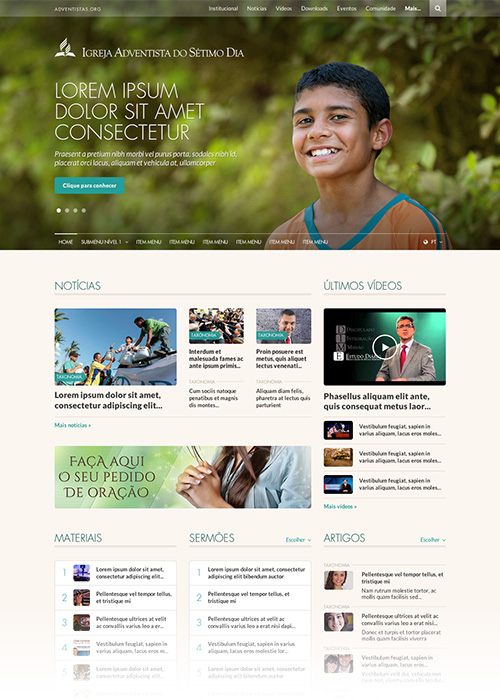 ADVENTISTAS.ORG
Institucional Notícias Vídeos Downloads Eventos Comunidade Mais...
IGREJA ADVENTISTA DO SÉTIMO DIA
LOREM IPSUM
DOLOR SIT AMET
CONSECTETUR
Praesent a pretium nibh morbi vel purus porta, sodales nibh id,
placerat orci lacus, aliquam et vehicula at, ullamcorper
Clique para conhecer
HOME SUBMENU NÍVEL 1 ITEM MENU ITEM MENU ITEM MENU ITEM MENU ITEM MENU ITEM MENU PT
NOTÍCIAS
TAXONOMIA
Lorem ipsum dolor sit amet,
consectetur adipiscing elit...
Mais notícias »
TAXONOMIA
Interdum et
malesuada fames ac
ante ipsum primis...
TAXONOMIA
Cum sociis natoque
penatibus et magnis
dis montes...
TAXONOMIA
Proin posuere est
metus, quis aliquet
lectus venenati...
TAXONOMIA
Aliquam diam felis,
pharetra at lectus quis
parturient
ÚLTIMOS VÍDEOS
DISCIPULADO
INTEGRAÇÃO
MISSÃO
ESTUDO DIÁRIO
Phasellus aliquam elit ante,
quis consequat metus laor...
Vestibulum feugiat, sapien in
varius aliquam, lacus eros moles...
Vestibulum feugiat, sapien in
varius aliquam, lacus eros moles...
Vestibulum feugiat, sapien in
varius aliquam, lacus eros moles...
Mais vídeos »
FAÇA AQUI
O SEU PEDIDO
DE ORAÇÃO
MATERIAIS
1 Lorem ipsum dolor sit amet,
consectetur adipiscing elit...
2 Pellentesque vel tempor tellus,
et tristique mi
3 Pellentesque ultrices at velit ac
convallis varius leo a erat...
4 Vestibulum feugiat, sapien in
varius aliquam, lacus eros...
5 Lorem ipsum dolor sit amet,
SERMÕES Escolher
1 Lorem ipsum dolor sit amet, consectetur
adipiscing elit bibendum auctor
2 Pellentesque vel tempor tellus, et tristique
mi
3 Pellentesque ultrices at velit ac convallis
varius leo a erat dapi...
4 Vestibulum feugiat, sapien in varius
aliquam, lacus eros molestie...
Lorem ipsum dolor sit amet, consectetur
ARTIGOS Escolher
TAXONOMIA
Pellentesque vel tempor tellus,
et tristique mi
Nam rutrum molestie tortor, ac
mollis quam facilisis sed...
TAXONOMIA
Pellentesque ultrices at velit ac
convallis varius leo a erat
Donec et turpis et tortor placerat
mollis facilisis viverra
TAXONOMIA
Vestibulum feugiat, sapien in
varius aliquam, lacus eros moles...